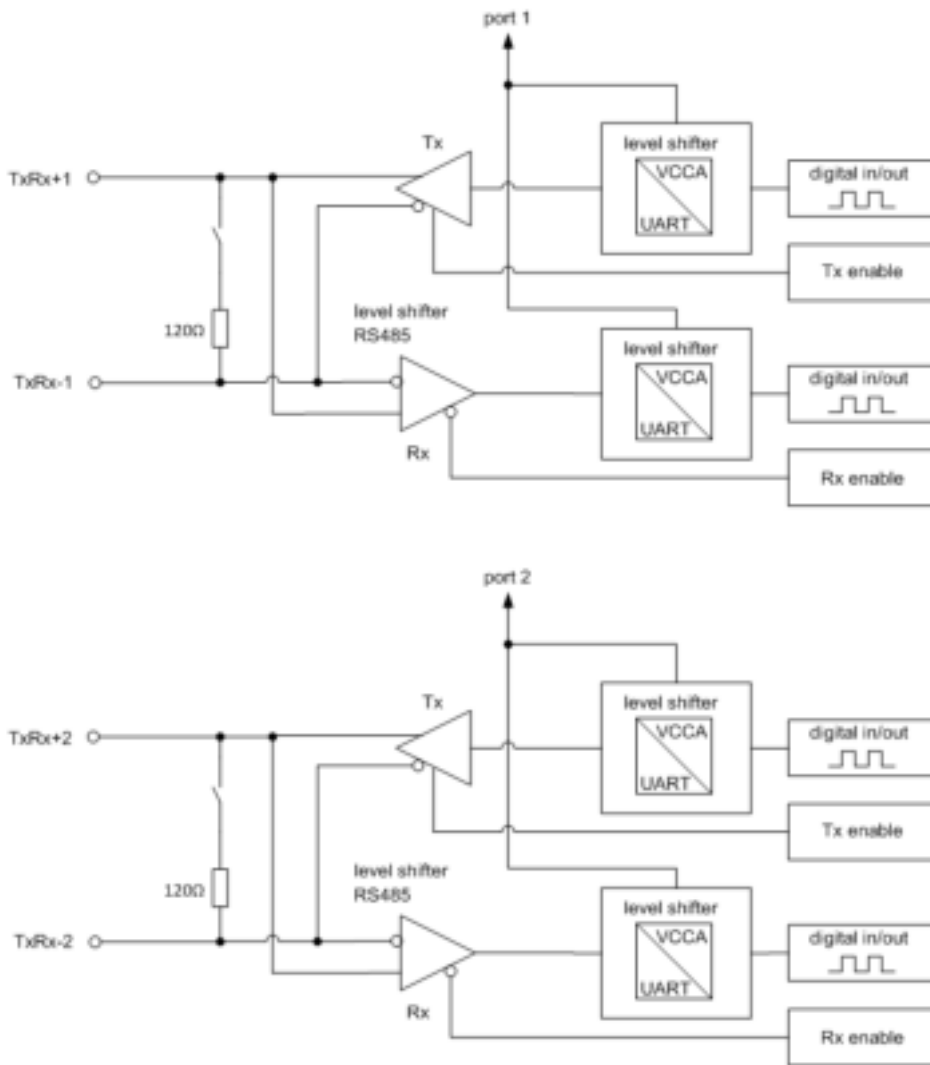 port 1
Tx
level shifter
VCCA
UART
digital in/out
TxRx+1
Tx enable
120Ω
level shifter
RS485
level shifter
VCCA
UART
digital in/out
TxRx-1
Rx
Rx enable
port 2
Tx
level shifter
VCCA
UART
digital in/out
TxRx+2
Tx enable
120Ω
level shifter
RS485
level shifter
VCCA
UART
digital in/out
TxRx-2
Rx
Rx enable